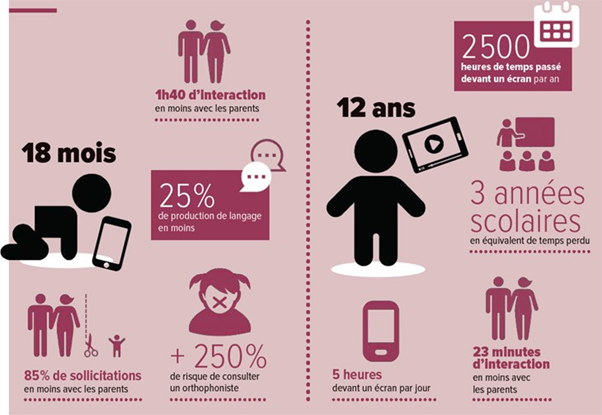 1h40 d'interaction
en moins avec les parents
18 mois
25%
de production de langage
en moins
85% de sollicitations
en moins avec les parents
+ 250%
de risque de consulter
un orthophoniste
2500
heures de temps passé
devant un écran par an
12 ans
3 années
scolaires
en équivalent de temps perdu
5 heures
devant un écran par jour
23 minutes
d'interaction
en moins avec
les parents